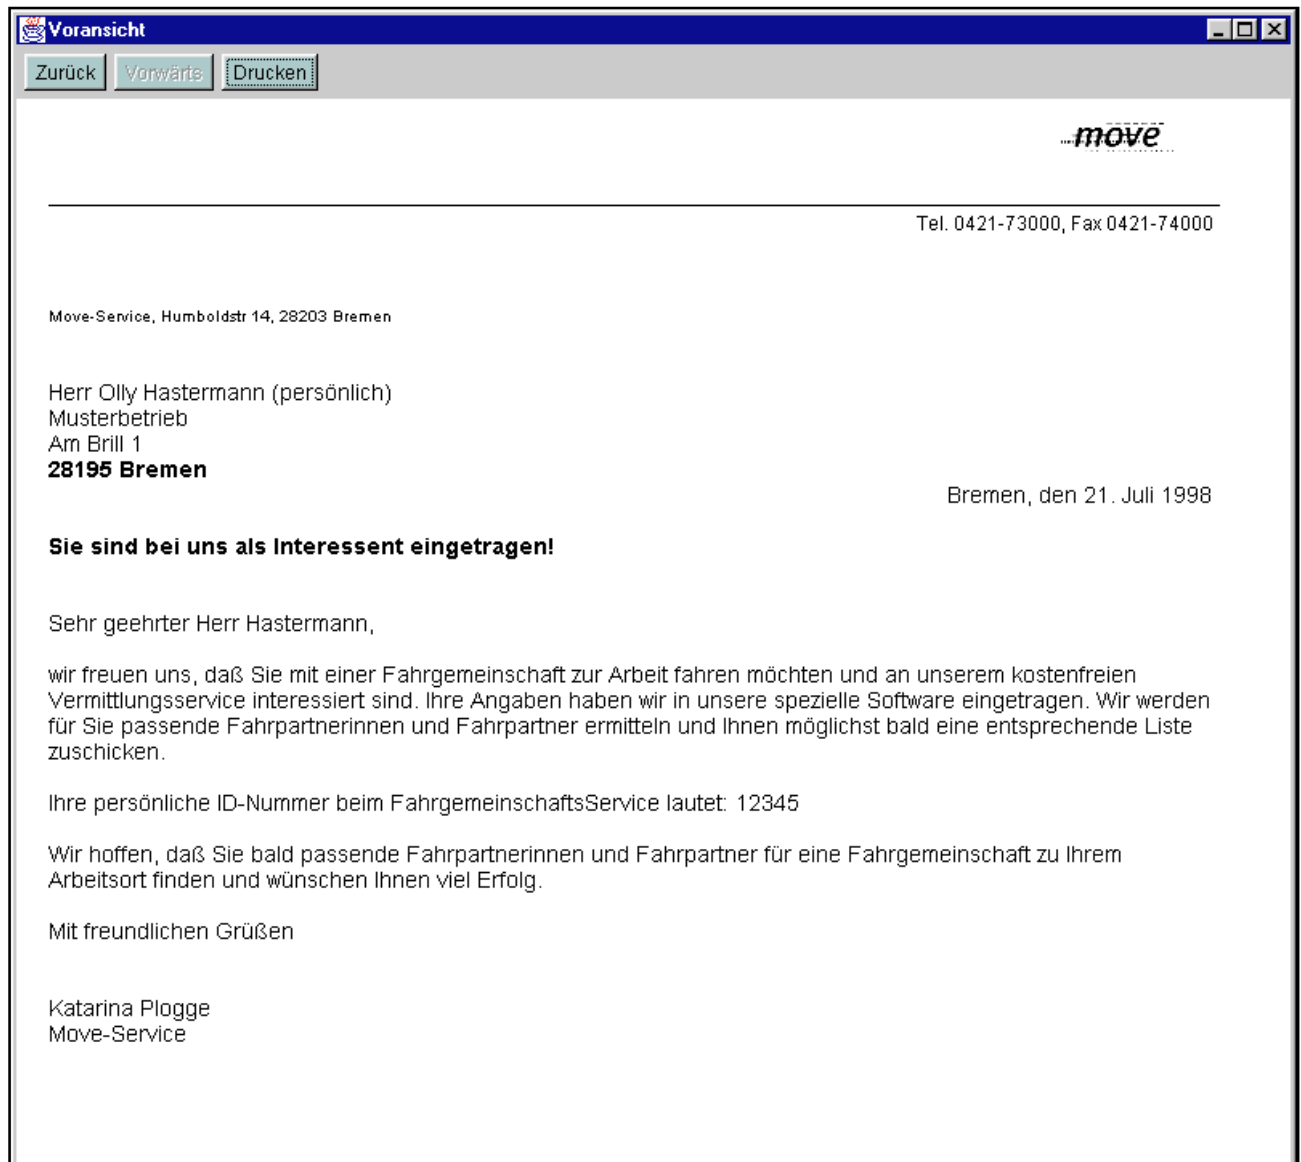 Voransicht
Zurück Vorwärts Drucken
move
Tel. 0421-73000, Fax 0421-74000
Move-Service, Humboldstr 14, 28203 Bremen
Herr Olly Hastermann (persönlich)
Musterbetrieb
Am Brill 1
28195 Bremen
Bremen, den 21. Juli 1998
Sie sind bei uns als Interessent eingetragen!
Sehr geehrter Herr Hastermann,
wir freuen uns, daß Sie mit einer Fahrgemeinschaft zur Arbeit fahren möchten und an unserem kostenfreien
Vermittlungsservice interessiert sind. Ihre Angaben haben wir in unsere spezielle Software eingetragen. Wir werden
für Sie passende Fahrpartnerinnen und Fahrpartner ermitteln und Ihnen möglichst bald eine entsprechende Liste
zuschicken.
Ihre persönliche ID-Nummer beim FahrgemeinschaftsService lautet: 12345
Wir hoffen, daß Sie bald passende Fahrpartnerinnen und Fahrpartner für eine Fahrgemeinschaft zu Ihrem
Arbeitsort finden und wünschen Ihnen viel Erfolg.
Mit freundlichen Grüßen
Katarina Plogge
Move-Service